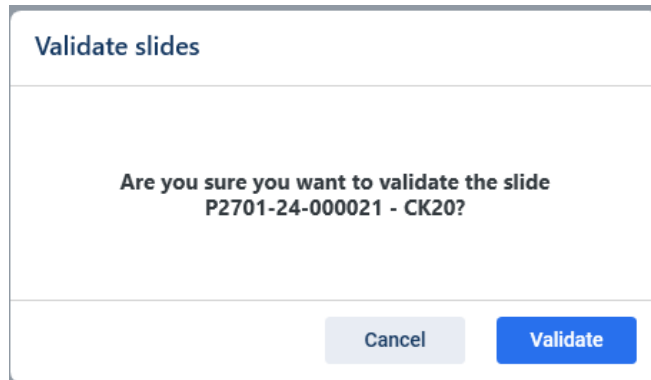 Validate slides
Are you sure you want to validate the slide
P2701-24-000021 - CK20?
Cancel
Validate